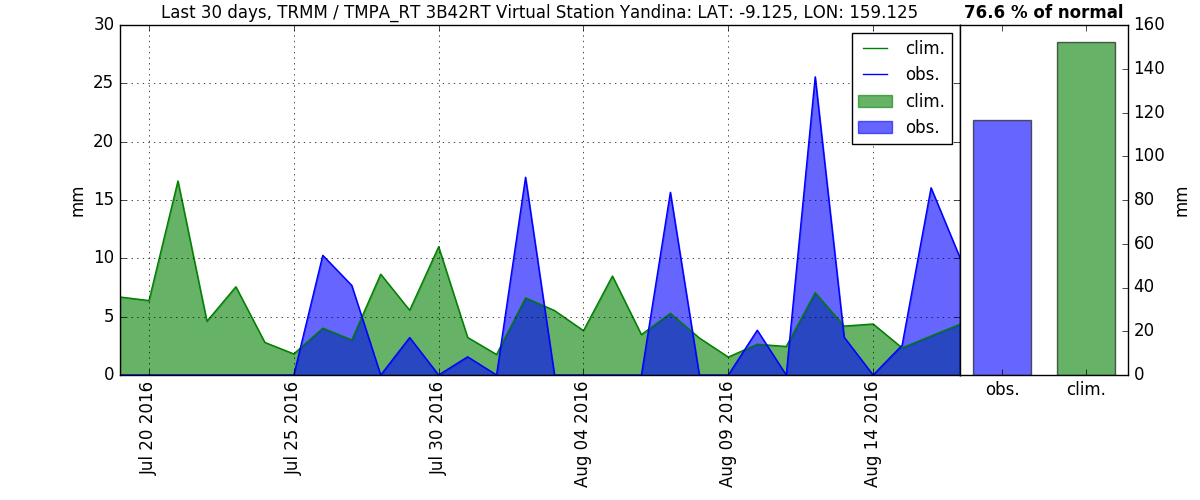 Last 30 days, TRMM / TMPA_RT 3B42RT Virtual Station Yandina: LAT: -9.125, LON: 159.125
76.6 % of normal
30
25
20
15
10
5
0
mm
clim.
obs.
clim.
obs.
160
140
120
100
80
60
40
20
0
mm
obs.
clim.
Jul 20 2016
Jul 25 2016
Jul 30 2016
Aug 04 2016
Aug 09 2016
Aug 14 2016